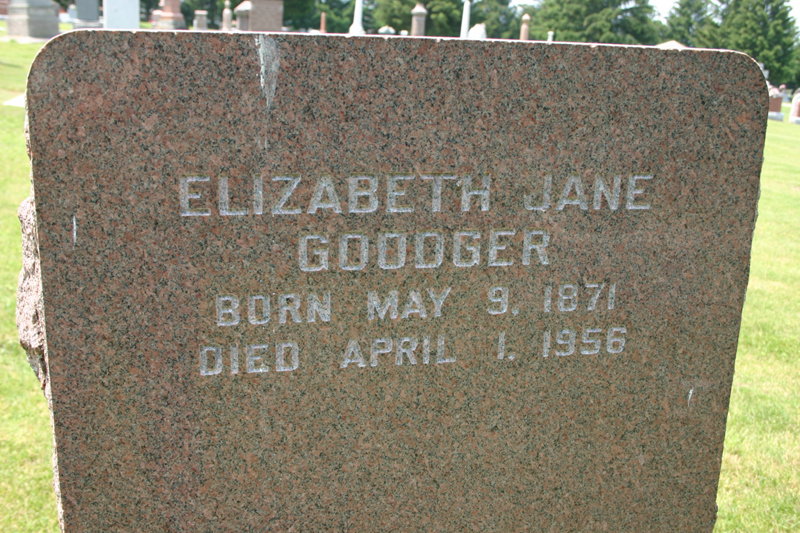 ELIZABETH JANE
GOODGER
BORN MAY 9, 1871
DIED APRIL 1, 1956